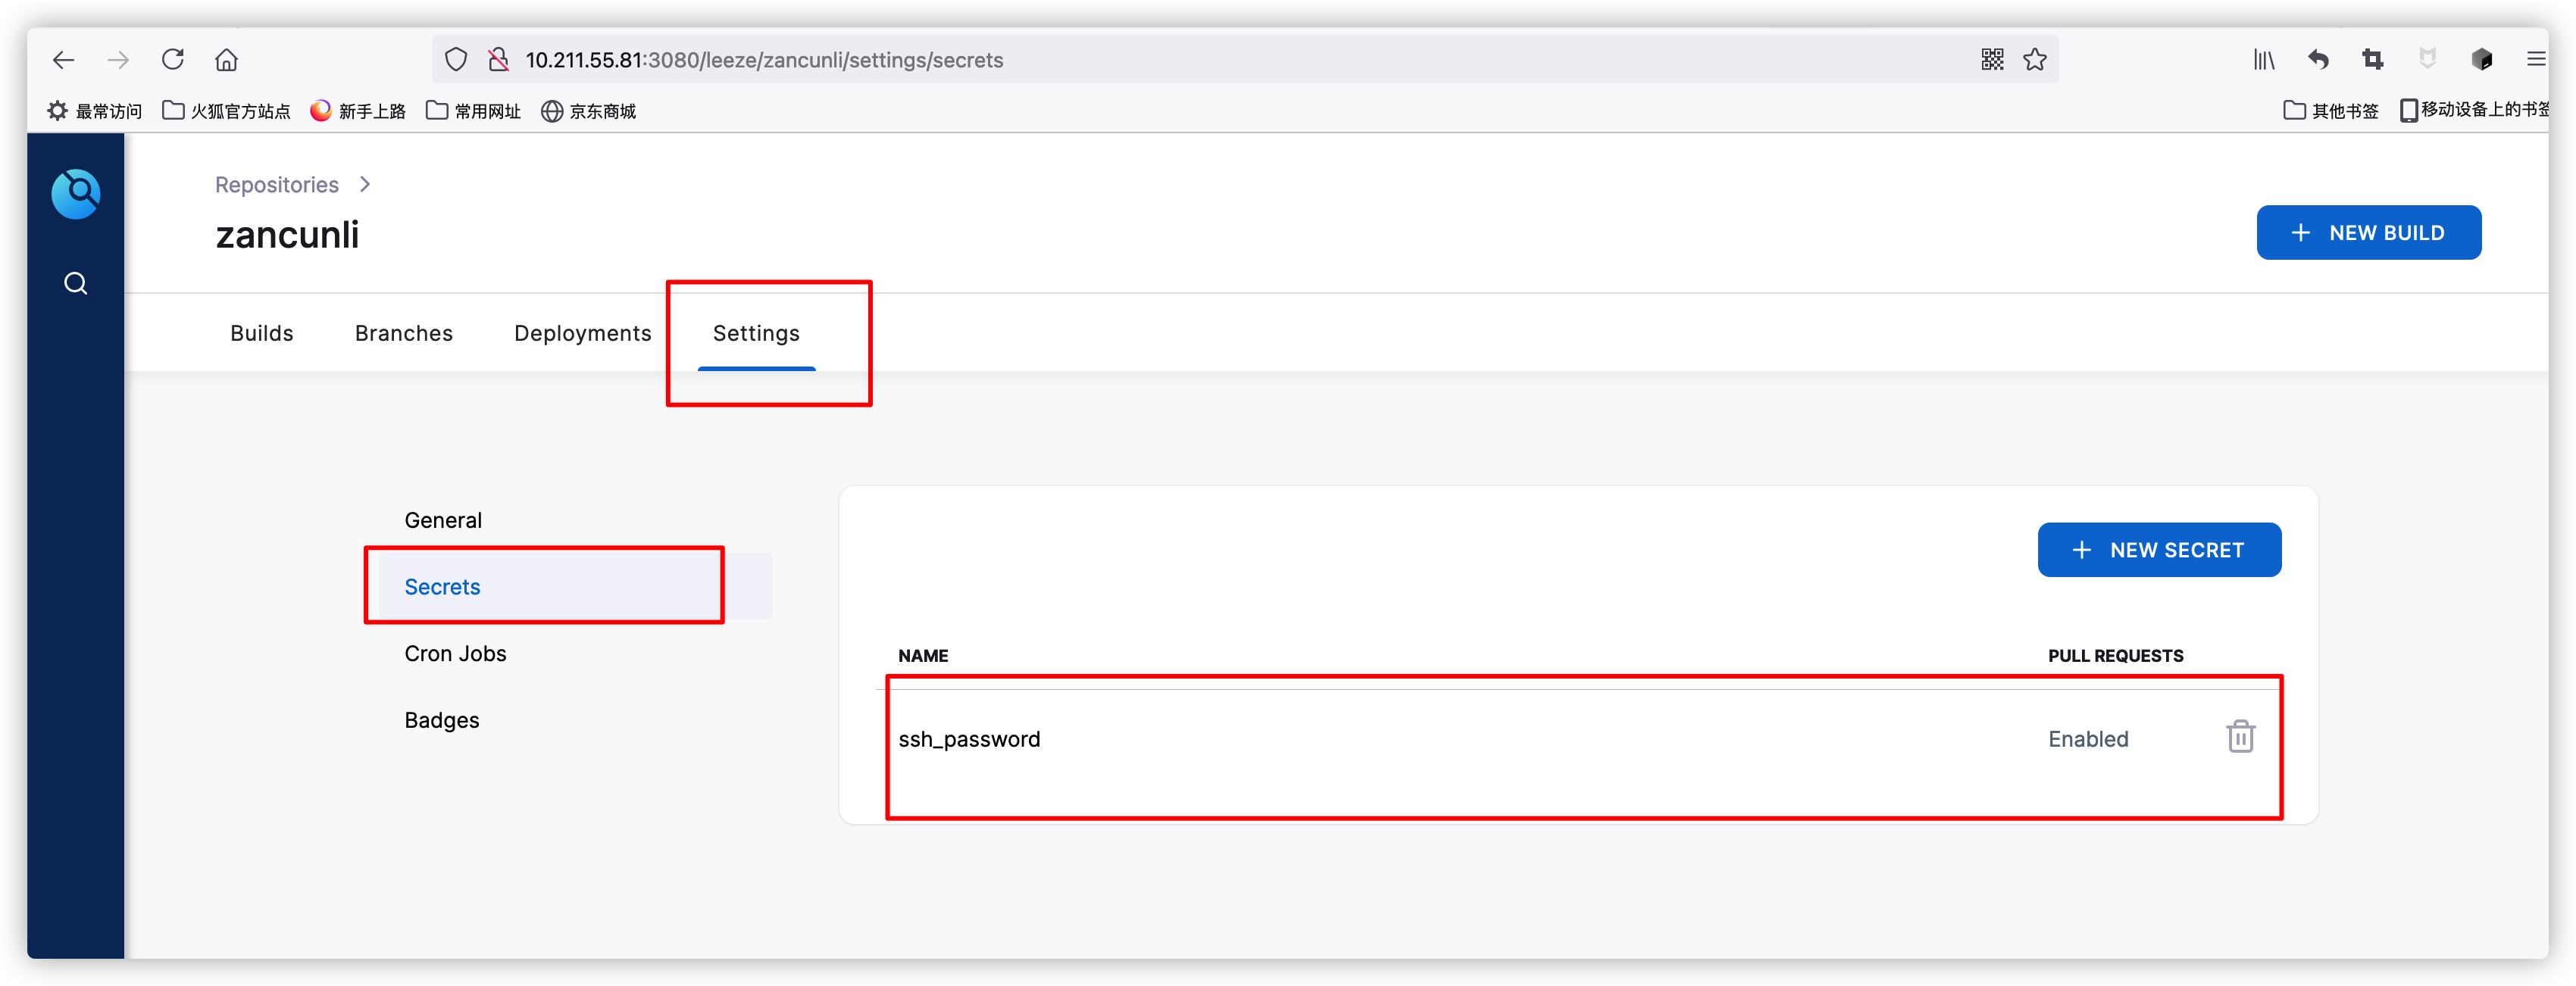 10.211.55.81:3080/leeze/zancunli/settings/secrets
最常访问 火狐官方站点 新手上路 常用网址 京东商城 其他书签 移动设备上的书签
Repositories
zancunli
NEW BUILD
Builds Branches Deployments Settings
General
Secrets
Cron Jobs
Badges
NEW SECRET
NAME PULL REQUESTS
ssh_password Enabled